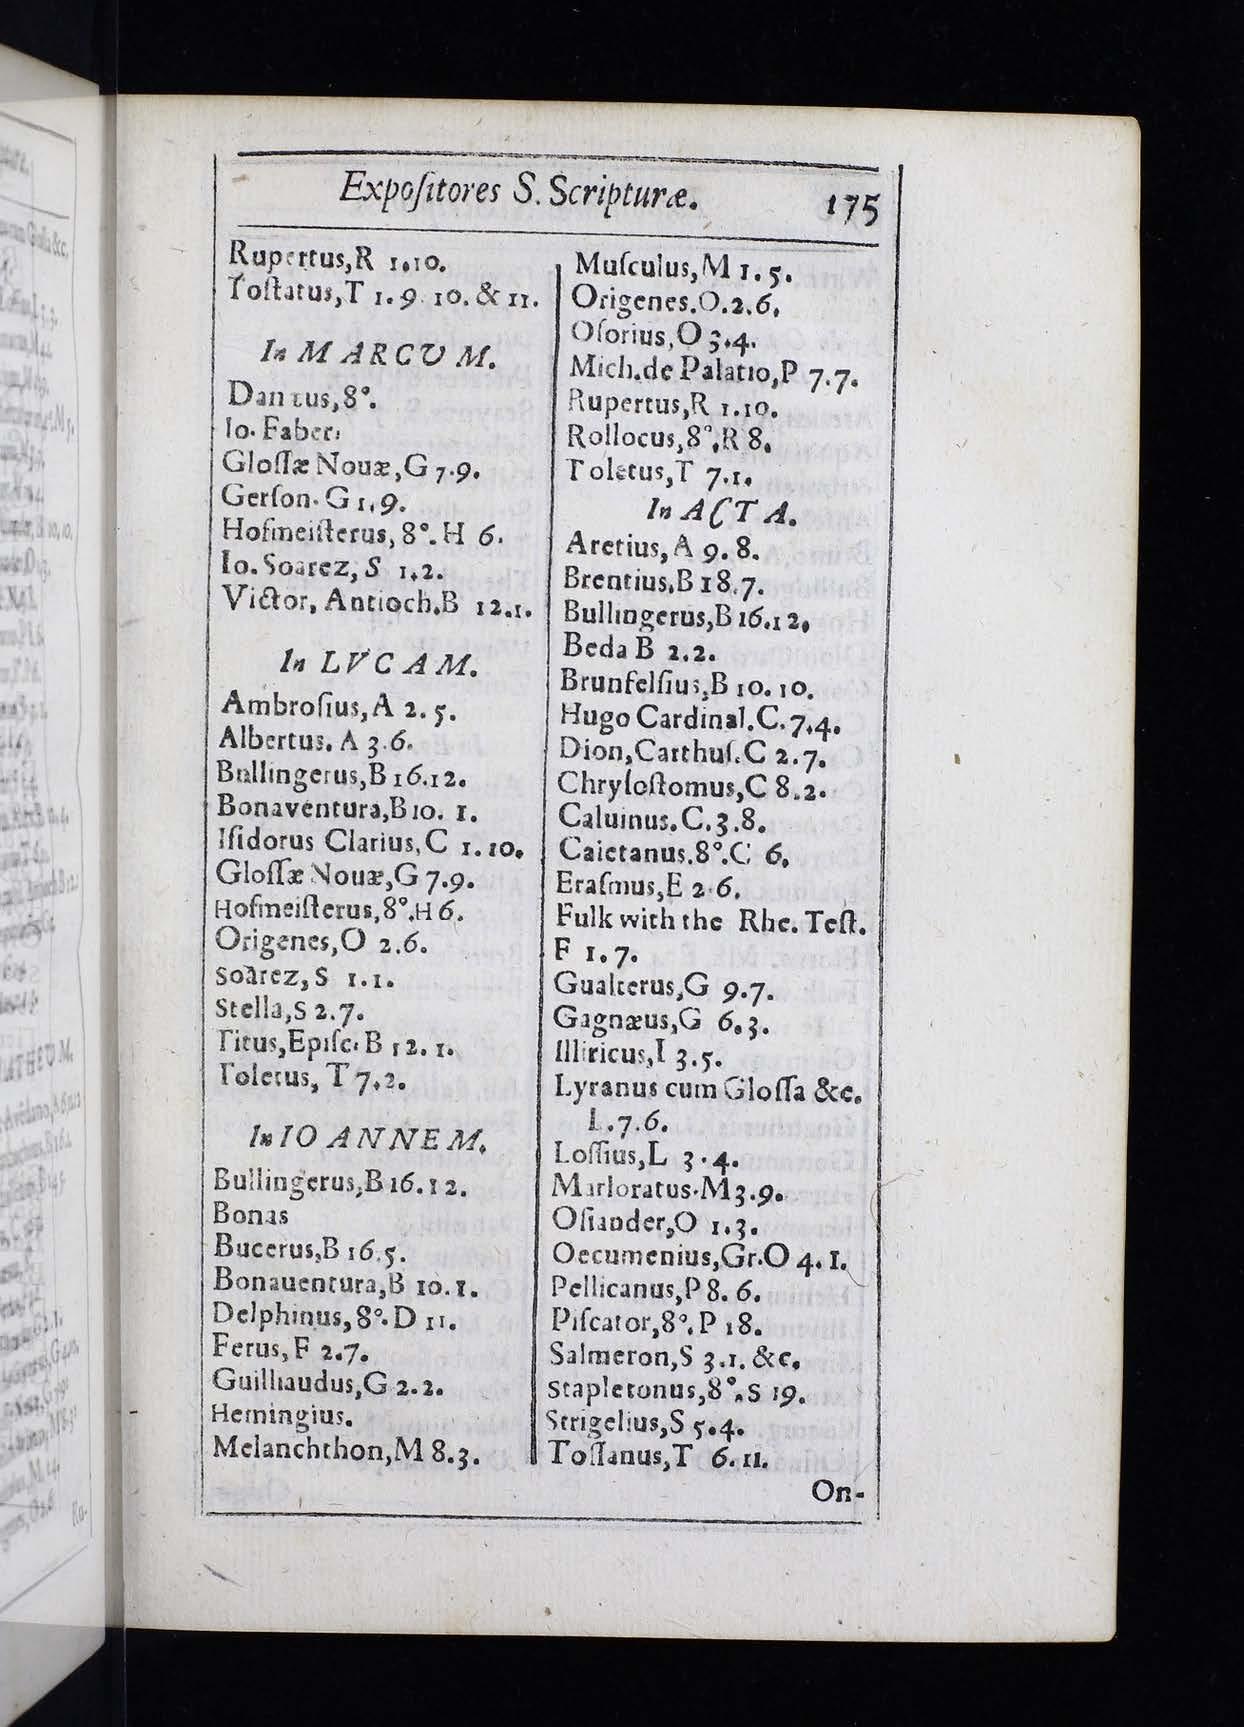 Expoſitores S. Scripturæ. 175
Rupertus,R 1.10.
Toſtatus,T 1.9. 10. & 11.
In MARCUM.
Dantus,8°.
Io. Faber.
Gloſſæ Nouæ,G 7.9.
Gerſon. G 1.9.
Hofmeiſterus, 8°. H 6.
Io. Soarez, S 1.2.
Victor, Antioch.B 12.1.
In LVCAM.
Ambroſius,A 2. 5.
Albertus. A 3.6.
Bullingerus,B 16.12.
Bonaventura,B 10. 1.
Iſidorus Clarius, C 1.10.
Gloſſæ Nouæ,G 7.9.
Hofmeiſterus,8°.H 6.
Origenes,O 2.6.
Soarez, S 1.1.
Stella,S 2.7.
Titus,Epiſc. B 12. 1.
Toletus, T 7.2.
In IOANNEM.
Bullingerus,B 16.12.
Bonas
Bucerus,B 16.5.
Bonauentura,B 10.1.
Delphinus,8°. D 11.
Ferus, F 2.7.
Guilliaudus,G 2.2.
Hemingius.
Melanchthon,M 8.3.
Muſculus,M 1. 5.
Origenes.O.2.6.
Oſorius,O 3.4.
Mich.de Palatio,P 7.7.
Rupertus,R 1.10.
Rollocus,8°.R 8.
Toletus,T 7.1.
In ACTA.
Aretius, A 9. 8.
Brentius,B 18.7.
Bullingerus,B 16.12.
Beda B 2.2.
Brunfelſius,B 10. 10.
Hugo Cardinal.C.7.4.
Dion,Carthuſ.C 2.7.
Chryſoſtomus,C 8.2.
Caluinus.C.3.8.
Caietanus.8°.C 6.
Eraſmus,E 2.6.
Fulk with the Rhe. Teſt.
F 1.7.
Gualterus,G 9.7.
Gagnæus,G 6.3.
Illiricus,I 3.5.
Lyranus cum Gloſſa &c.
L.7.6.
Loſſius,L 3.4.
Marloratus.M 3.9.
Oſiander,O 1.3.
Oecumenius,Gr.O 4.1.
Pellicanus,P 8. 6.
Piſcator,8°.P 18.
Salmeron,S 3.1. &c.
Stapletonus,8°.S 19.
Strigelius,S 5.4.
Toſſanus,T 6.11.
On-